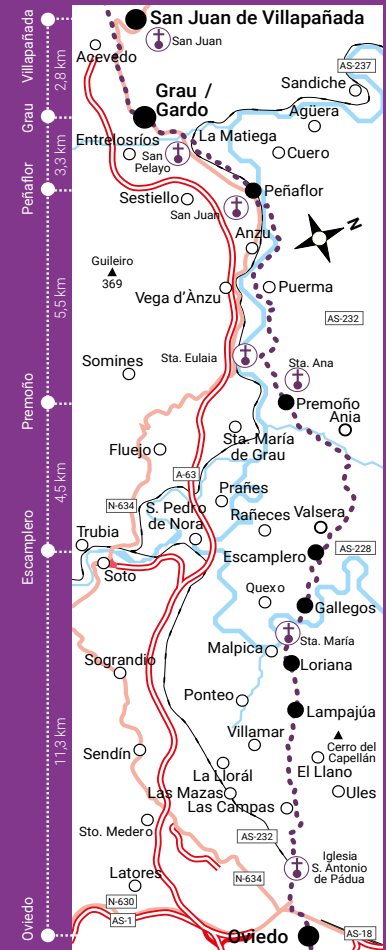 Villapañada
2,8 km
Grau
3,3 km
Peñaflor
5,5 km
Premoño
4,5 km
Escamplero
11,3 km
Oviedo
San Juan de Villapañada
San Juan
Acevedo
AS-237
Sandiche
Grau /
Gardo
Agüera
La Matiega
Entrelosríos
San
Pelayo
Cuero
Peñaflor
Sestiello
San Juan
N
Anzu
Guileiro
369
Vega d’Ànzu
Puerma
AS-232
Sta. Eulaia
Sta. Ana
Somines
Premoño
Ania
Sta. María
de Grau
Fluejo
A-63
Prañes
N-634
S. Pedro
de Nora
Rañeces
Valsera
Trubia
Escamplero
AS-228
Soto
Quexo
Gallegos
Sta. María
Malpica
Loriana
Sograndio
Ponteo
Lampajúa
Villamar
Cerro del
Capellán
Sendín
La Lloral
El Llano
Las Mazas
Ules
Las Campas
Sto. Medero
AS-232
Iglesia
S. Antonio
de Pádua
Latores
N-634
N-630
AS-1
Oviedo
AS-18